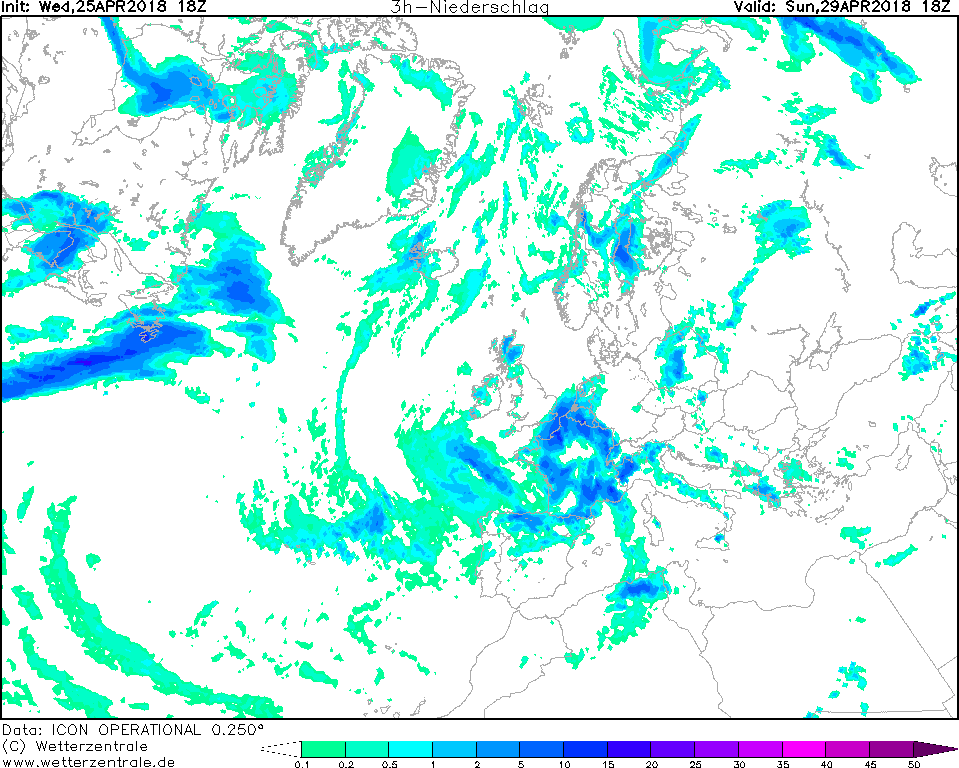 Init: Wed,25APR2018 18Z 3h-Niederschlag Valid: Sun,29APR2018 18Z
Data: ICON OPERATIONAL 0.250°
(C) Wetterzentrale
www.wetterzentrale.de
0.1 0.2 0.5 1 2 5 10 15 20 25 30 35 40 45 50